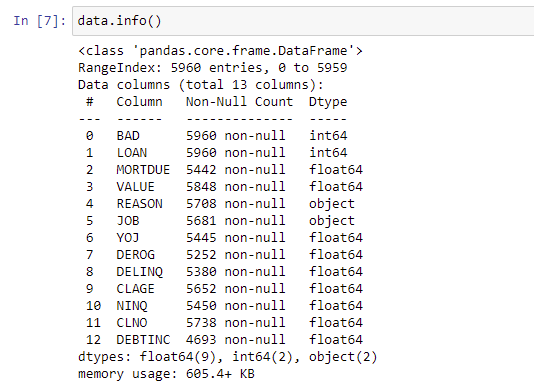 In [7]: data.info()
<class 'pandas.core.frame.DataFrame'>
RangeIndex: 5960 entries, 0 to 5959
Data columns (total 13 columns):
 #   Column   Non-Null Count  Dtype
---  ------   --------------  -----
 0   BAD      5960 non-null   int64
 1   LOAN     5960 non-null   int64
 2   MORTDUE  5442 non-null   float64
 3   VALUE    5848 non-null   float64
 4   REASON   5708 non-null   object
 5   JOB      5681 non-null   object
 6   YOJ      5445 non-null   float64
 7   DEROG    5252 non-null   float64
 8   DELINQ   5380 non-null   float64
 9   CLAGE    5652 non-null   float64
 10  NINQ     5450 non-null   float64
 11  CLNO     5738 non-null   float64
 12  DEBTINC  4693 non-null   float64
dtypes: float64(9), int64(2), object(2)
memory usage: 605.4+ KB